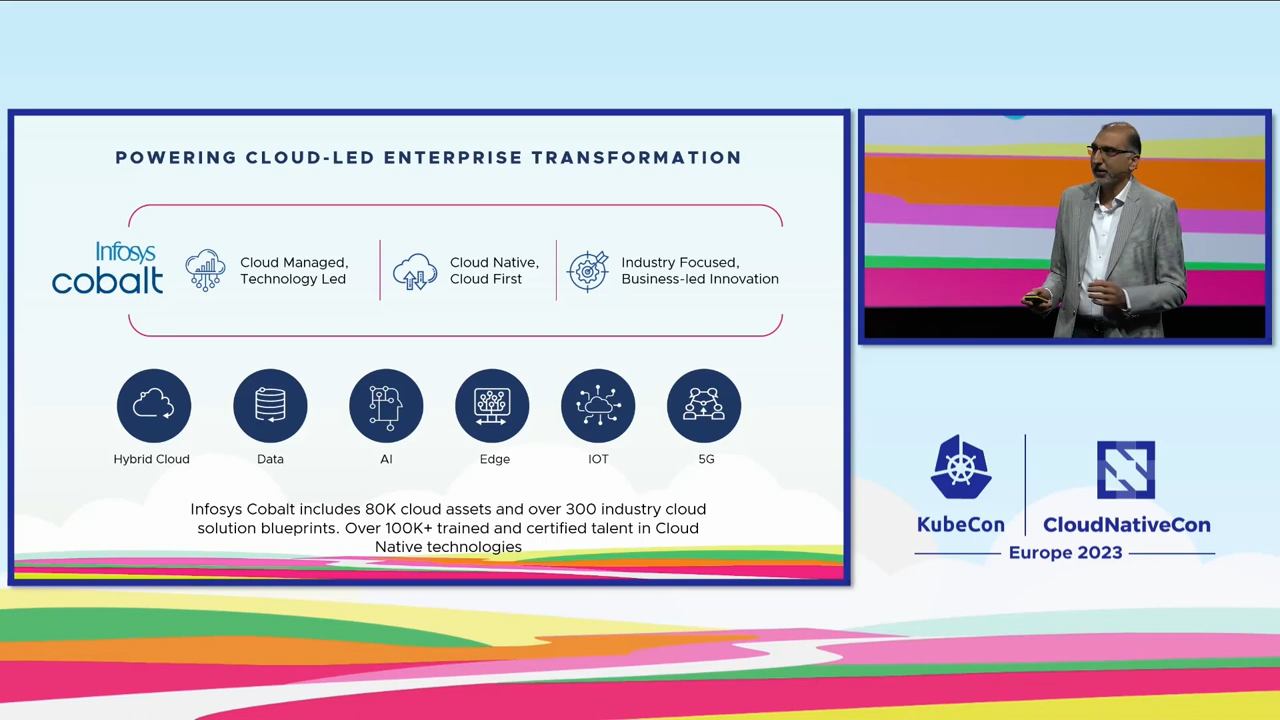 POWERING CLOUD-LED ENTERPRISE TRANSFORMATION
Infosys
cobalt
Cloud Managed,
Technology Led
Cloud Native,
Cloud First
Industry Focused,
Business-led Innovation
Hybrid Cloud
Data
AI
Edge
IOT
5G
Infosys Cobalt includes 80K cloud assets and over 300 industry cloud
solution blueprints. Over 100K+ trained and certified talent in Cloud
Native technologies
KubeCon
CloudNativeCon
Europe 2023